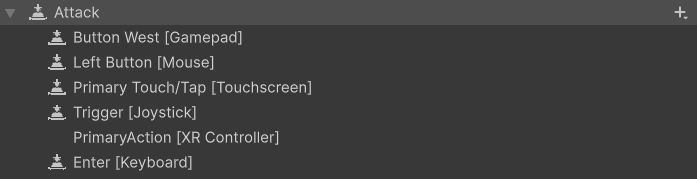 Attack
Button West [Gamepad]
Left Button [Mouse]
Primary Touch/Tap [Touchscreen]
Trigger [Joystick]
PrimaryAction [XR Controller]
Enter [Keyboard]